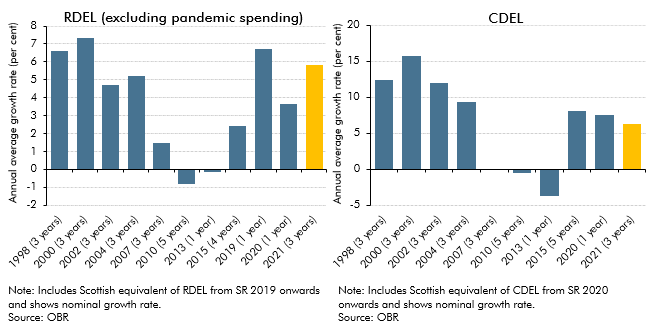 RDEL (excluding pandemic spending)
Annual average growth rate (per cent)
8
7
6
5
4
3
2
1
0
-1
-2
1998 (3 years)
2000 (3 years)
2002 (3 years)
2004 (3 years)
2007 (3 years)
2010 (5 years)
2013 (1 year)
2015 (4 years)
2019 (1 year)
2020 (1 year)
2021 (3 years)
Note: Includes Scottish equivalent of RDEL from SR 2019 onwards
and shows nominal growth rate.
Source: OBR
CDEL
Annual average growth rate (per cent)
20
15
10
5
0
-5
1998 (3 years)
2000 (3 years)
2002 (3 years)
2004 (3 years)
2007 (3 years)
2010 (5 years)
2013 (1 year)
2015 (5 years)
2020 (1 year)
2021 (3 years)
Note: Includes Scottish equivalent of CDEL from SR 2020
onwards and shows nominal growth rate.
Source: OBR